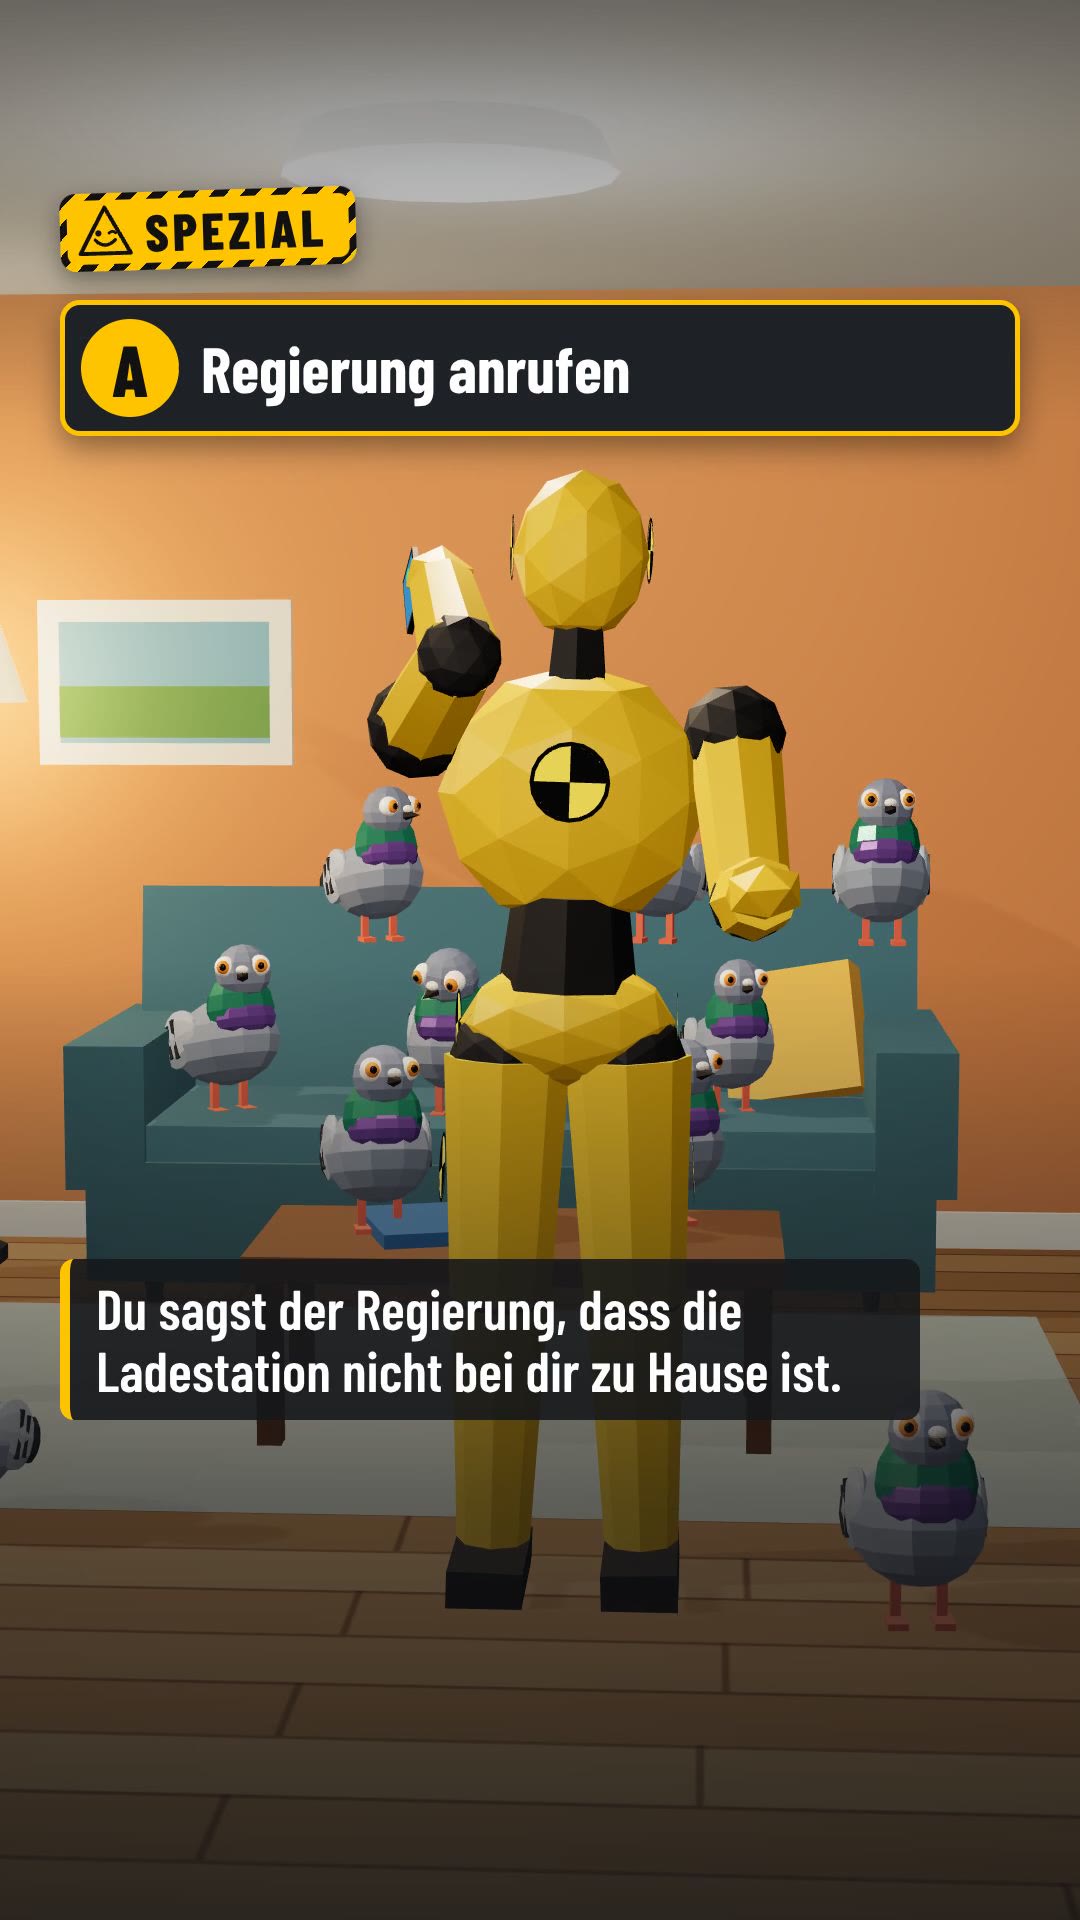 SPEZIAL
A Regierung anrufen
Du sagst der Regierung, dass die
Ladestation nicht bei dir zu Hause ist.